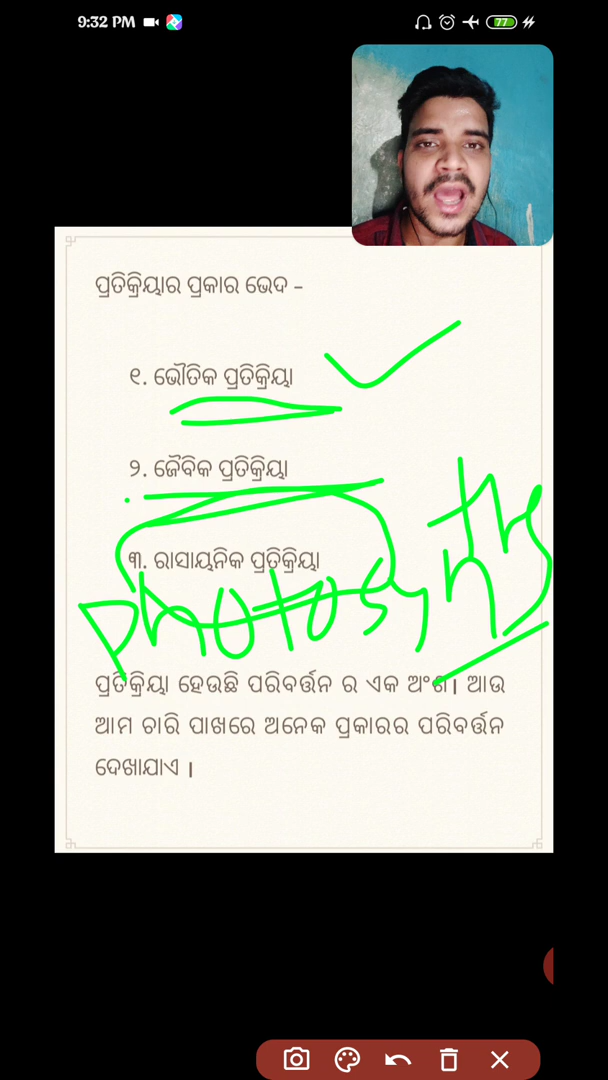 9:32 PM
77
ପ୍ରତିକ୍ରିୟାର ପ୍ରକାର ଭେଦ –
୧. ଭୌତିକ ପ୍ରତିକ୍ରିୟା
୨. ଜୈବିକ ପ୍ରତିକ୍ରିୟା
୩. ରାସାୟନିକ ପ୍ରତିକ୍ରିୟା
photosynthe
ପ୍ରତିକ୍ରିୟା ହେଉଛି ପରିବର୍ତ୍ତନ ର ଏକ ଅଂଶ। ଆଉ
ଆମ ଚାରି ପାଖରେ ଅନେକ ପ୍ରକାରର ପରିବର୍ତ୍ତନ
ଦେଖାଯାଏ ।